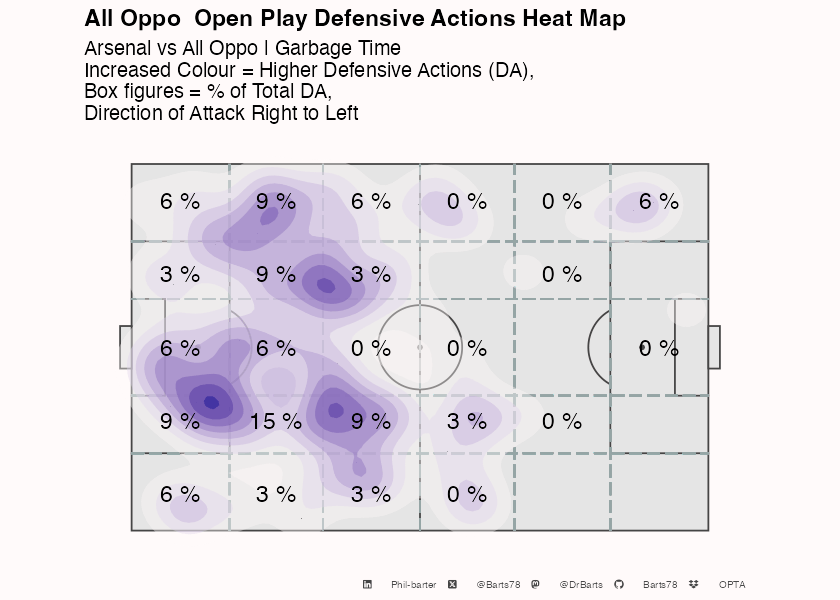 All Oppo  Open Play Defensive Actions Heat Map
Arsenal vs All Oppo | Garbage Time
Increased Colour = Higher Defensive Actions (DA),
Box figures = % of Total DA,
Direction of Attack Right to Left
6 % 9 % 6 % 0 % 0 % 6 %
3 % 9 % 3 % 0 %
6 % 6 % 0 % 0 % 0 %
9 % 15 % 9 % 3 % 0 %
6 % 3 % 3 % 0 %
Phil-barter @Barts78 @DrBarts Barts78 OPTA